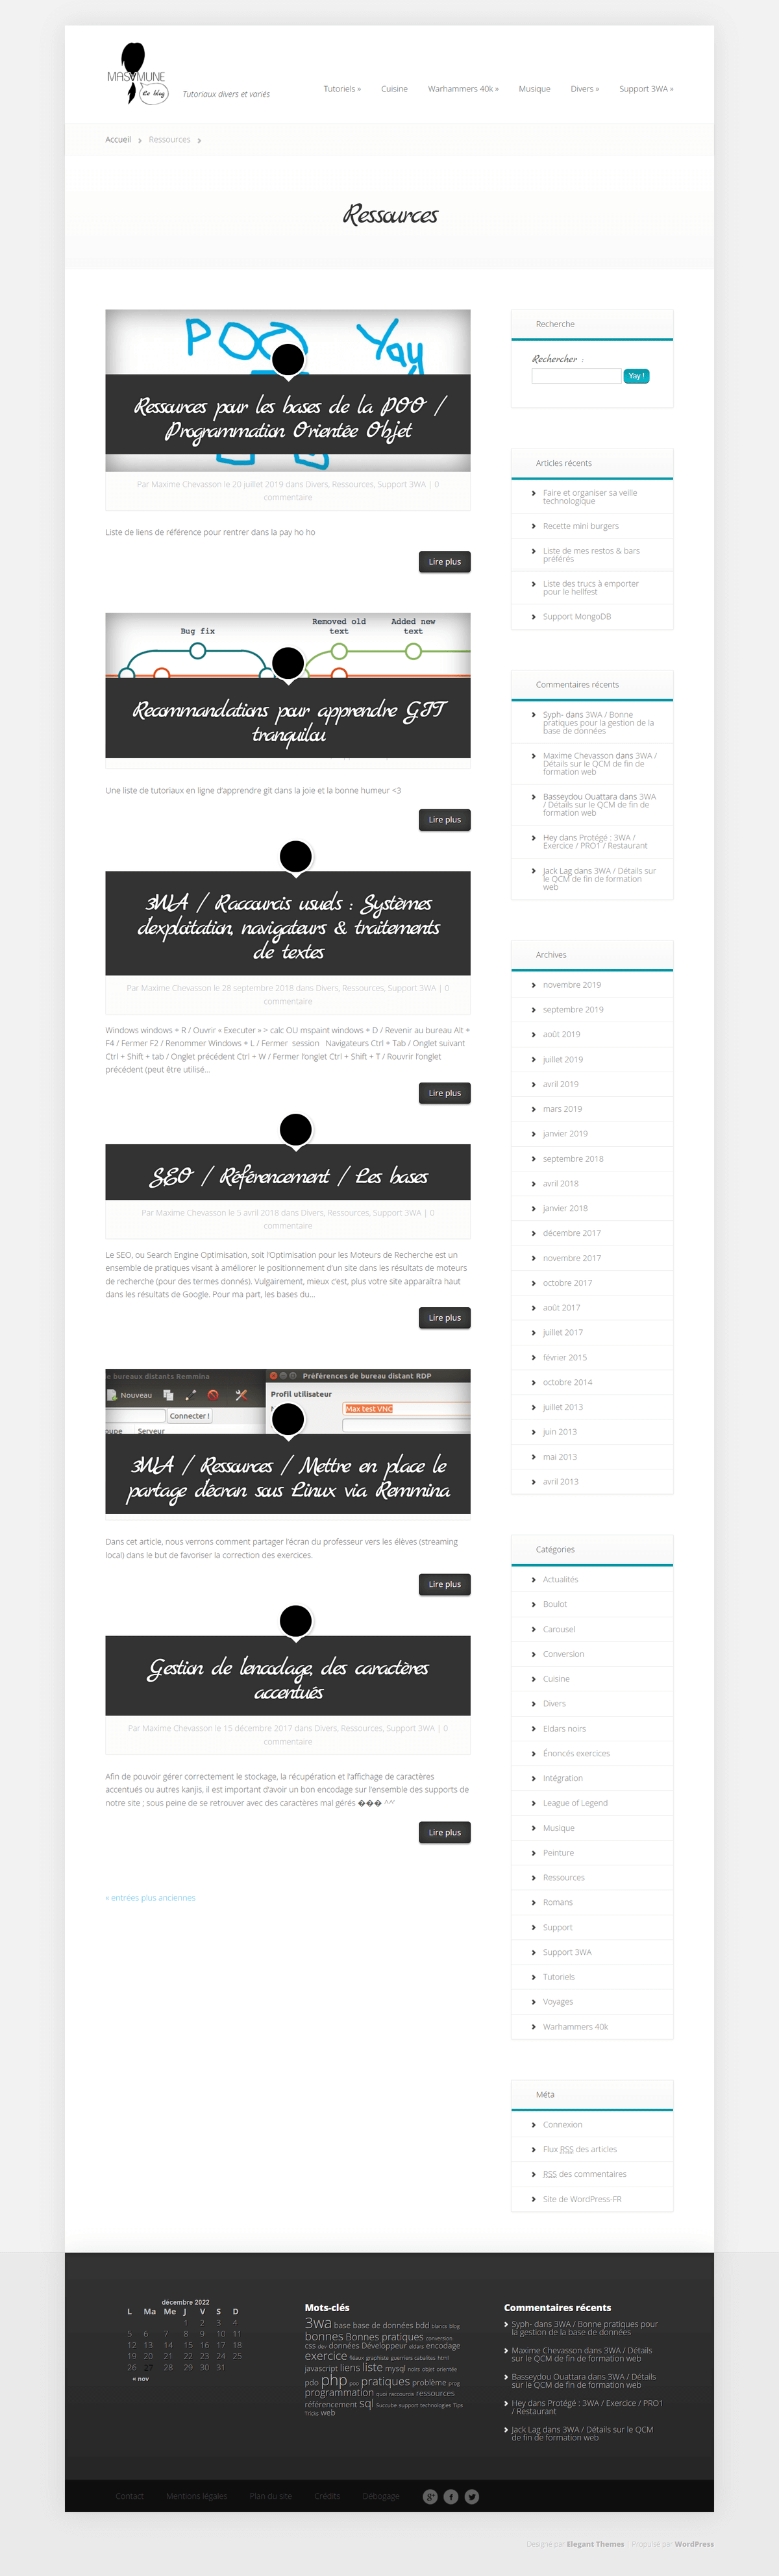 MASXMUNE
Le blog
Tutoriaux divers et variés
Tutoriels »
Cuisine
Warhammers 40k »
Musique
Divers »
Support 3WA »
Accueil
Ressources
Ressources
POO Yay
Ressources pour les bases de la POO /
Programmation Orientée Objet
Par Maxime Chevasson le 20 juillet 2019 dans Divers, Ressources, Support 3WA | 0
commentaire
Liste de liens de référence pour rentrer dans la pay ho ho
Lire plus
Bug fix
Removed old
text
Added new
text
Recommandations pour apprendre GIT
tranquilou
Une liste de tutoriaux en ligne d'apprendre git dans la joie et la bonne humeur <3
Lire plus
3WA / Raccourcis usuels : Systèmes
d'exploitation, navigateurs & traitements
de textes
Par Maxime Chevasson le 28 septembre 2018 dans Divers, Ressources, Support 3WA | 0
commentaire
Windows windows + R / Ouvrir « Executer « > calc OU mspaint windows + D / Revenir au bureau Alt +
F4 / Fermer F2 / Renommer Windows + L / Fermer session Navigateurs Ctrl + Tab / Onglet suivant
Ctrl + Shift + tab / Onglet précédent Ctrl + W / Fermer l'onglet Ctrl + Shift + T / Rouvrir l'onglet
précédent (peut être utilisé...
Lire plus
SEO / Référencement / Les bases
Par Maxime Chevasson le 5 avril 2018 dans Divers, Ressources, Support 3WA | 0
commentaire
Le SEO, ou Search Engine Optimisation, soit l'Optimisation pour les Moteurs de Recherche est un
ensemble de pratiques visant à améliorer le positionnement d'un site dans les résultats de moteurs
de recherche (pour des termes donnés). Vulgairement, mieux c'est, plus votre site apparaîtra haut
dans les résultats de Google. Pour ma part, les bases du...
Lire plus
e bureaux distants Remmina
Préférences de bureau distant RDP
Nouveau
Profil utilisateur
Connecter !
Max test VNC
oupe Serveur
3WA / Ressources / Mettre en place le
partage d'écran sous Linux via Remmina
Dans cet article, nous verrons comment partager l'écran du professeur vers les élèves (streaming
local) dans le but de favoriser la correction des exercices.
Lire plus
Gestion de l'encodage, des caractères
accentués
Par Maxime Chevasson le 15 décembre 2017 dans Divers, Ressources, Support 3WA | 0
commentaire
Afin de pouvoir gérer correctement le stockage, la récupération et l'affichage de caractères
accentués ou autres kanjis, il est important d'avoir un bon encodage sur l'ensemble des supports de
notre site ; sous peine de se retrouver avec des caractères mal gérés ��� ^^'
Lire plus
« entrées plus anciennes
Recherche
Rechercher :
Yay !
Articles récents
Faire et organiser sa veille
technologique
Recette mini burgers
Liste de mes restos & bars
préférés
Liste des trucs à emporter
pour le hellfest
Support MongoDB
Commentaires récents
Syph- dans 3WA / Bonne
pratiques pour la gestion de la
base de données
Maxime Chevasson dans 3WA /
Détails sur le QCM de fin de
formation web
Basseydou Ouattara dans 3WA
/ Détails sur le QCM de fin de
formation web
Hey dans Protégé : 3WA /
Exercice / PRO1 / Restaurant
Jack Lag dans 3WA / Détails sur
le QCM de fin de formation
web
Archives
novembre 2019
septembre 2019
août 2019
juillet 2019
avril 2019
mars 2019
janvier 2019
septembre 2018
avril 2018
janvier 2018
décembre 2017
novembre 2017
octobre 2017
août 2017
juillet 2017
février 2015
octobre 2014
juillet 2013
juin 2013
mai 2013
avril 2013
Catégories
Actualités
Boulot
Carousel
Conversion
Cuisine
Divers
Eldars noirs
Énoncés exercices
Intégration
League of Legend
Musique
Peinture
Ressources
Romans
Support
Support 3WA
Tutoriels
Voyages
Warhammers 40k
Méta
Connexion
Flux RSS des articles
RSS des commentaires
Site de WordPress-FR
décembre 2022
L Ma Me J V S D
1 2 3 4
5 6 7 8 9 10 11
12 13 14 15 16 17 18
19 20 21 22 23 24 25
26 27 28 29 30 31
« nov
Mots-clés
3wa base base de données bdd blancs blog
bonnes Bonnes pratiques conversion
css dev données Développeur eldars encodage
exercice fléaux graphiste guerriers cabalites html
javascript liens liste mysql noirs objet orientée
pdo php poo pratiques problème prog
programmation quoi raccourcis ressources
référencement sql Succube support technologies Tips
Tricks web
Commentaires récents
Syph- dans 3WA / Bonne pratiques pour
la gestion de la base de données
Maxime Chevasson dans 3WA / Détails
sur le QCM de fin de formation web
Basseydou Ouattara dans 3WA / Détails
sur le QCM de fin de formation web
Hey dans Protégé : 3WA / Exercice / PRO1
/ Restaurant
Jack Lag dans 3WA / Détails sur le QCM
de fin de formation web
Contact
Mentions légales
Plan du site
Crédits
Débogage
Designé par Elegant Themes | Propulsé par WordPress